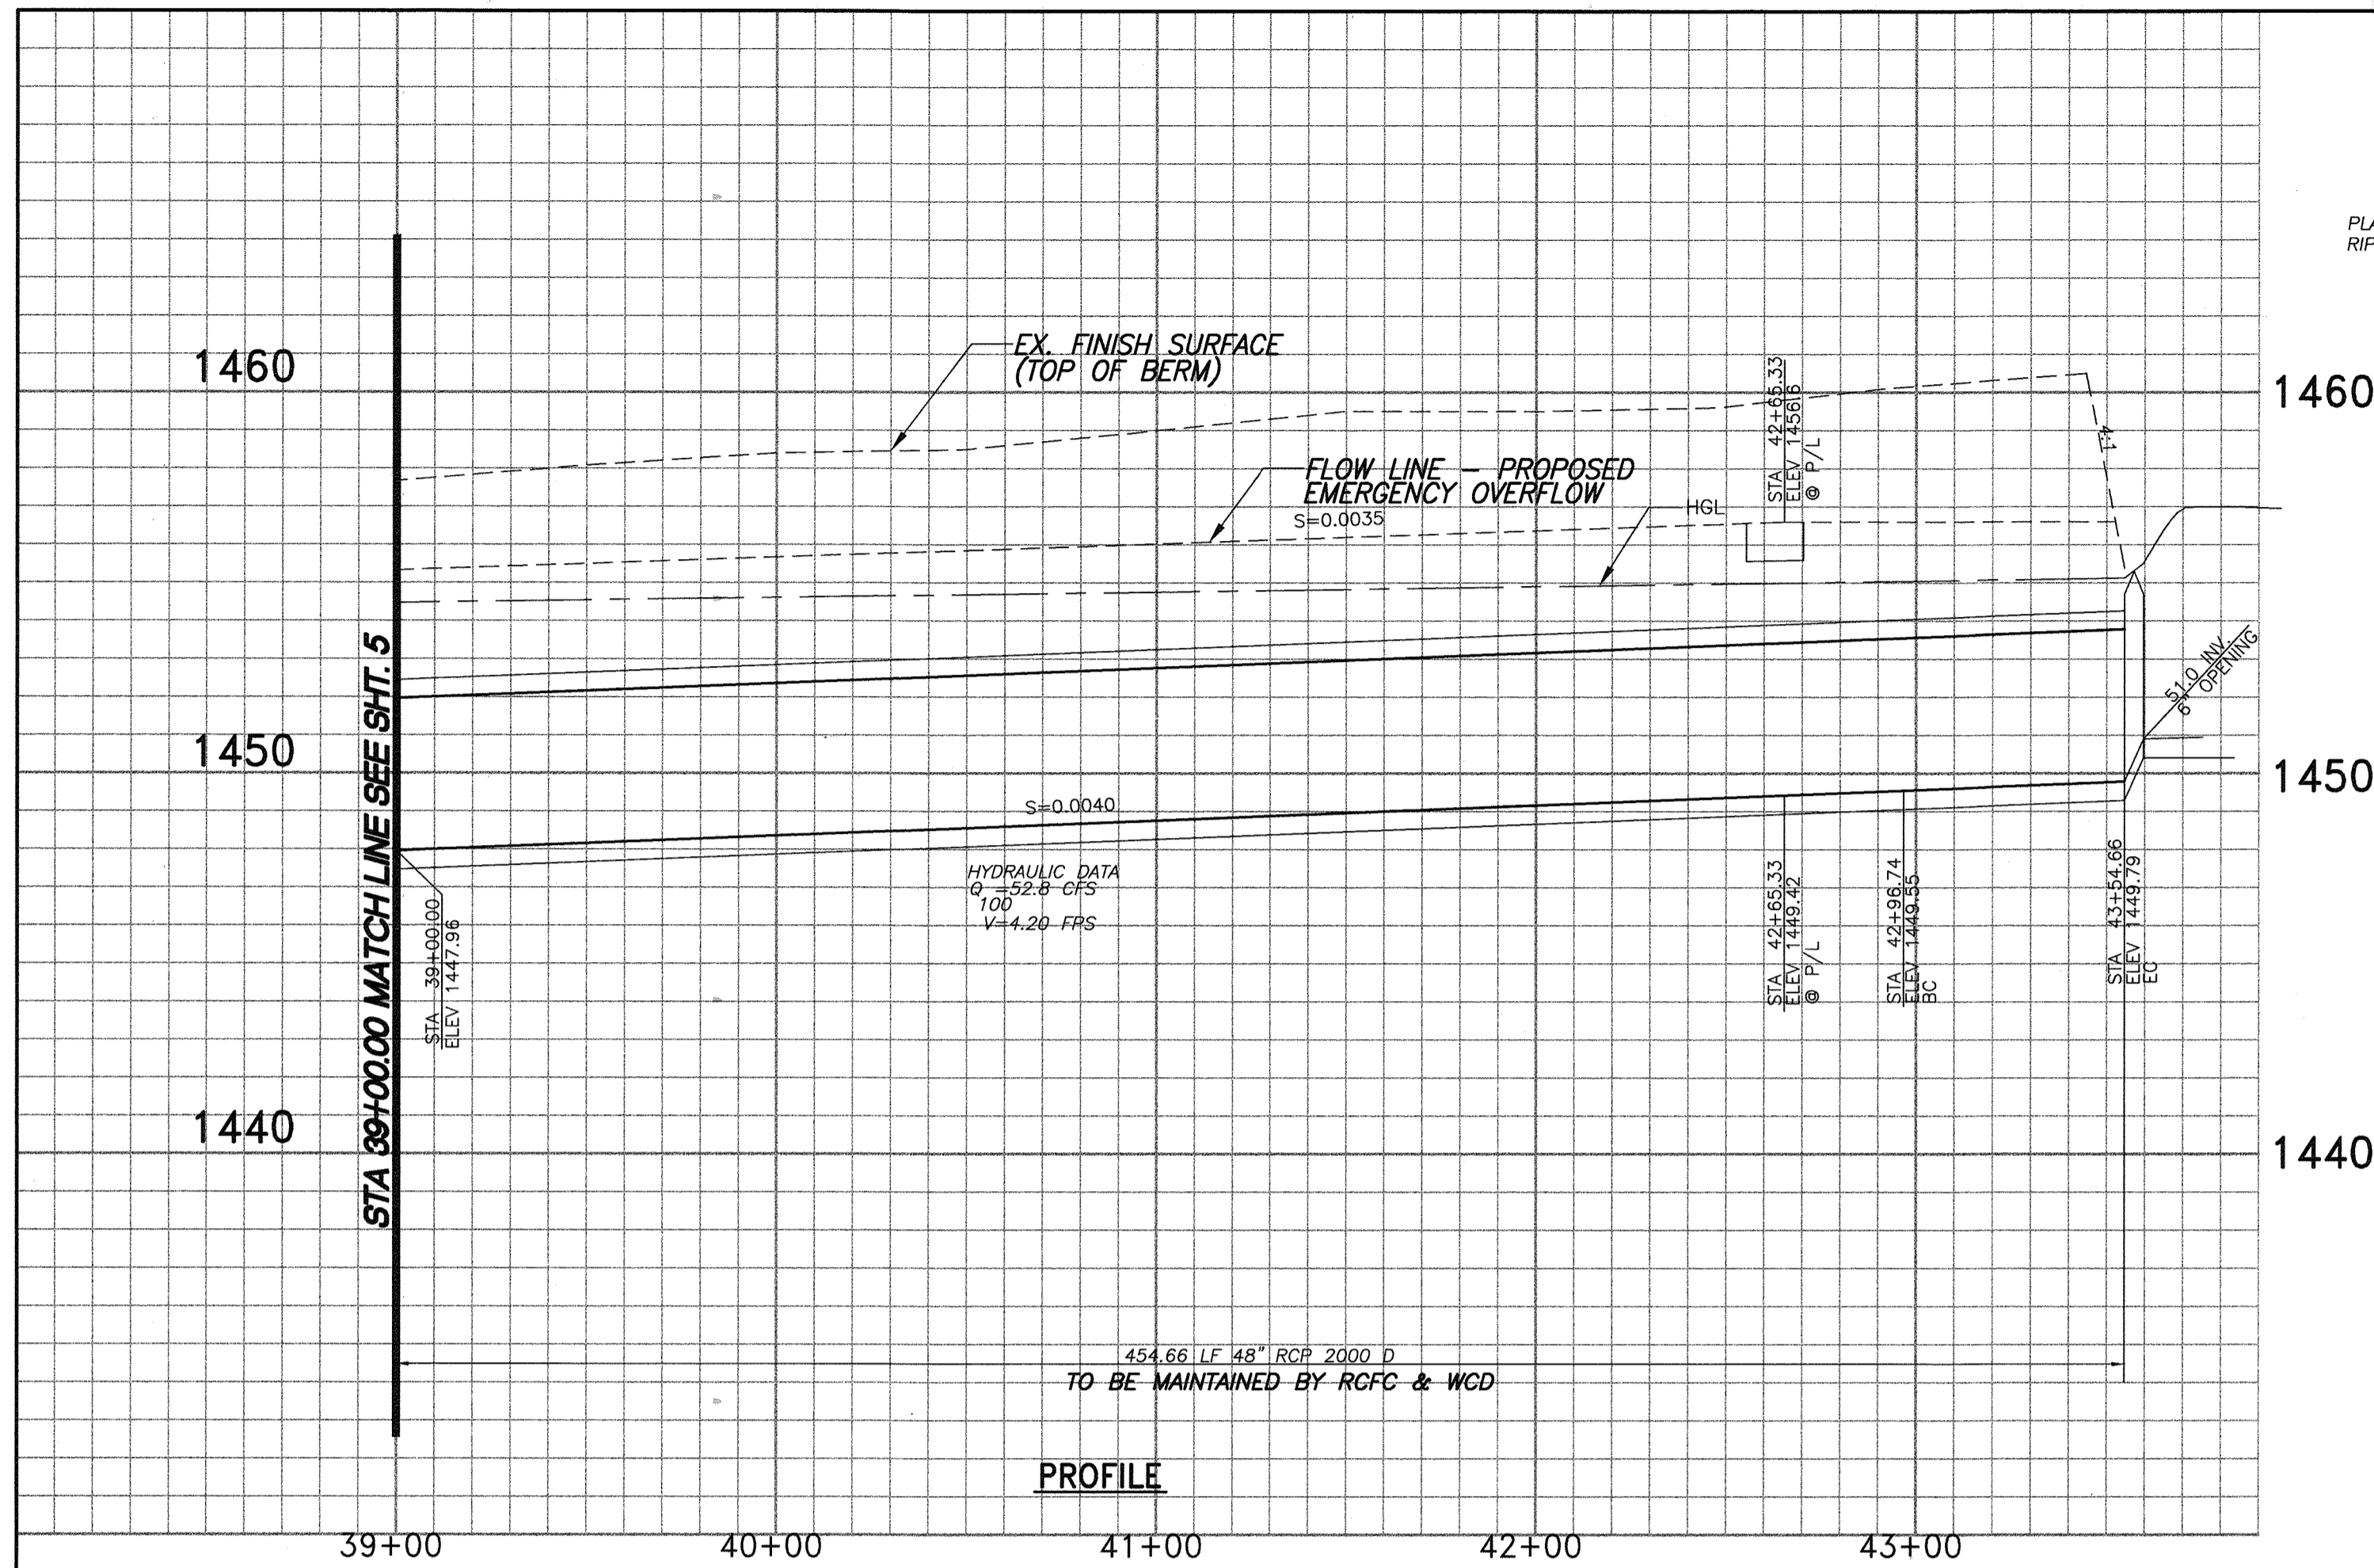 PLA
RIP
EX. FINISH SURFACE
(TOP OF BERM)
1460
1460
STA 42+65.33
ELEV 1456.6
@ P/L
4:1
FLOW LINE – PROPOSED
EMERGENCY OVERFLOW
S=0.0035
HGL
STA 39+00.00 MATCH LINE SEE SHT. 5
51.0 INV.
6" OPENING
1450
1450
S=0.0040
HYDRAULIC DATA
Q =52.8 CFS
100
V=4.20 FPS
STA 39+00.00
ELEV 1447.96
STA 42+65.33
ELEV 1449.42
@ P/L
STA 42+96.74
ELEV 1449.55
BC
STA 43+54.66
ELEV 1449.79
EC
1440
1440
454.66 LF 48" RCP 2000 D
TO BE MAINTAINED BY RCFC & WCD
PROFILE
39+00
40+00
41+00
42+00
43+00